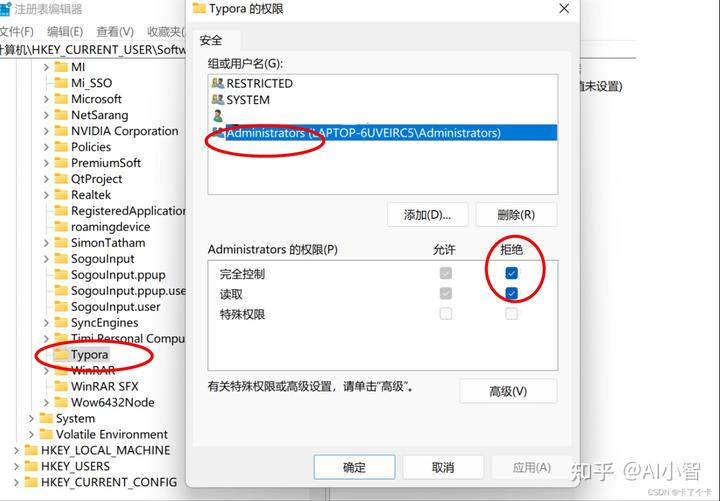 注册表编辑器
文件(F) 编辑(E) 查看(V) 收藏夹
计算机\HKEY_CURRENT_USER\Softw
MI
Mi_SSO
Microsoft
NetSarang
NVIDIA Corporation
Policies
PremiumSoft
QtProject
Realtek
RegisteredApplication
roamingdevice
SimonTatham
SogouInput
SogouInput.ppup
SogouInput.ppup.use
SogouInput.user
SyncEngines
Timi Personal Compu
Typora
WinRAR
WinRAR SFX
Wow6432Node
System
Volatile Environment
HKEY_LOCAL_MACHINE
HKEY_USERS
HKEY_CURRENT_CONFIG
Typora 的权限
安全
组或用户名(G):
RESTRICTED
SYSTEM
Administrators (LAPTOP-6UVEIRC5\Administrators)
添加(D)... 删除(R)
Administrators 的权限(P) 允许 拒绝
完全控制
读取
特殊权限
有关特殊权限或高级设置，请单击“高级”。
高级(V)
确定 取消 应用(A)
值未设置)
知乎 @AI小智
CSDN @卡了个卡